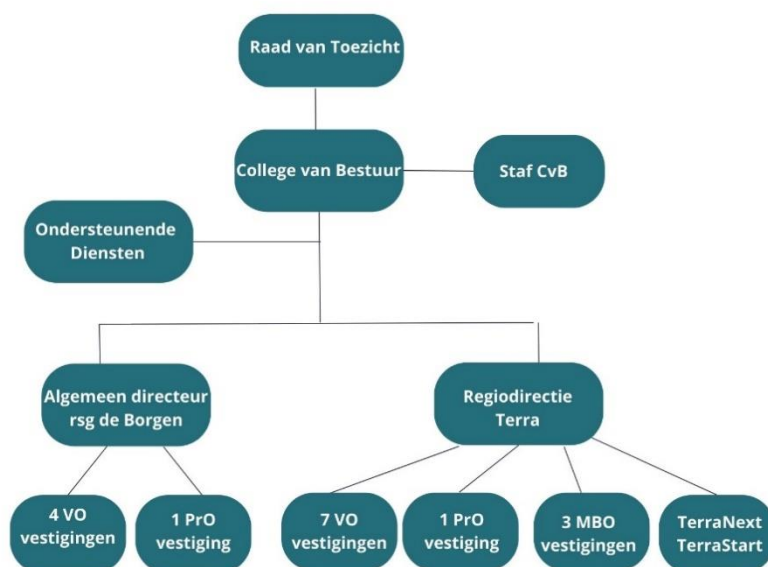 Raad van Toezicht
College van Bestuur
Staf CvB
Ondersteunende
Diensten
Algemeen directeur
rsg de Borgen
Regiodirectie
Terra
4 VO
vestigingen
1 PrO
vestiging
7 VO
vestigingen
1 PrO
vestiging
3 MBO
vestigingen
TerraNext
TerraStart